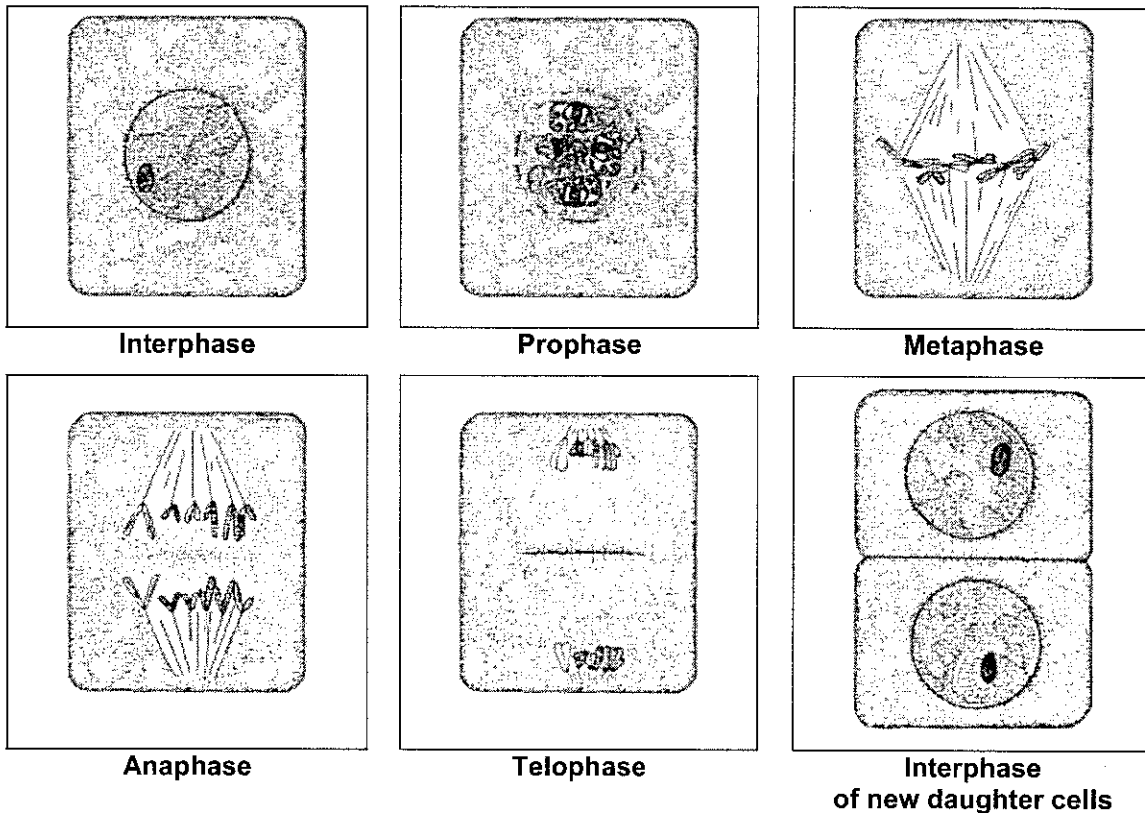 Interphase
Prophase
Metaphase
Anaphase
Telophase
Interphase
of new daughter cells